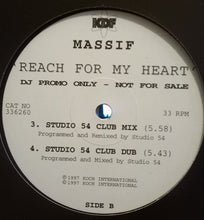 KDF
MASSIF
'REACH FOR MY HEART'
DJ PROMO ONLY - NOT FOR SALE
CAT NO
336260
33 RPM
3. STUDIO 54 CLUB MIX (5.58)
Programmed and Remixed by Studio 54
4. STUDIO 54 CLUB DUB (5.43)
Programmed and Mixed by Studio 54
Ⓟ 1997 KOCH INTERNATIONAL
© 1997 KOCH INTERNATIONAL
SIDE B